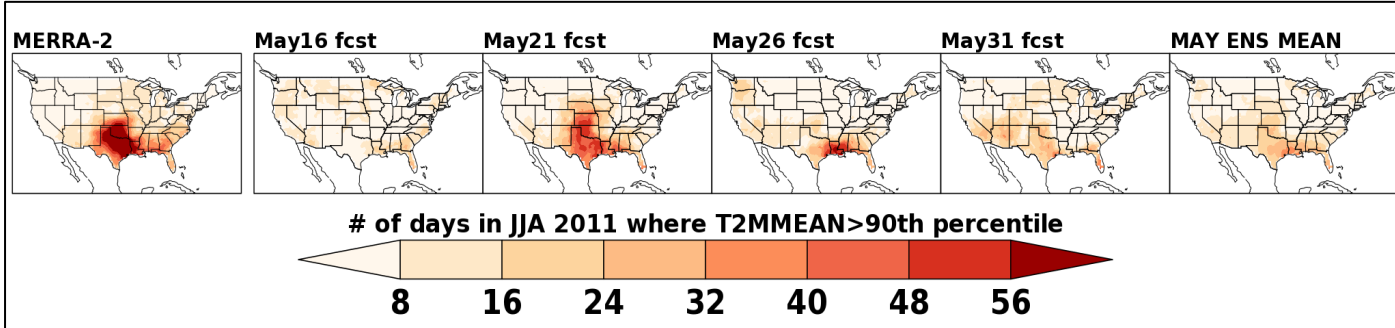 MERRA-2 May16 fcst May21 fcst May26 fcst May31 fcst MAY ENS MEAN
# of days in JJA 2011 where T2MMEAN>90th percentile
8 16 24 32 40 48 56